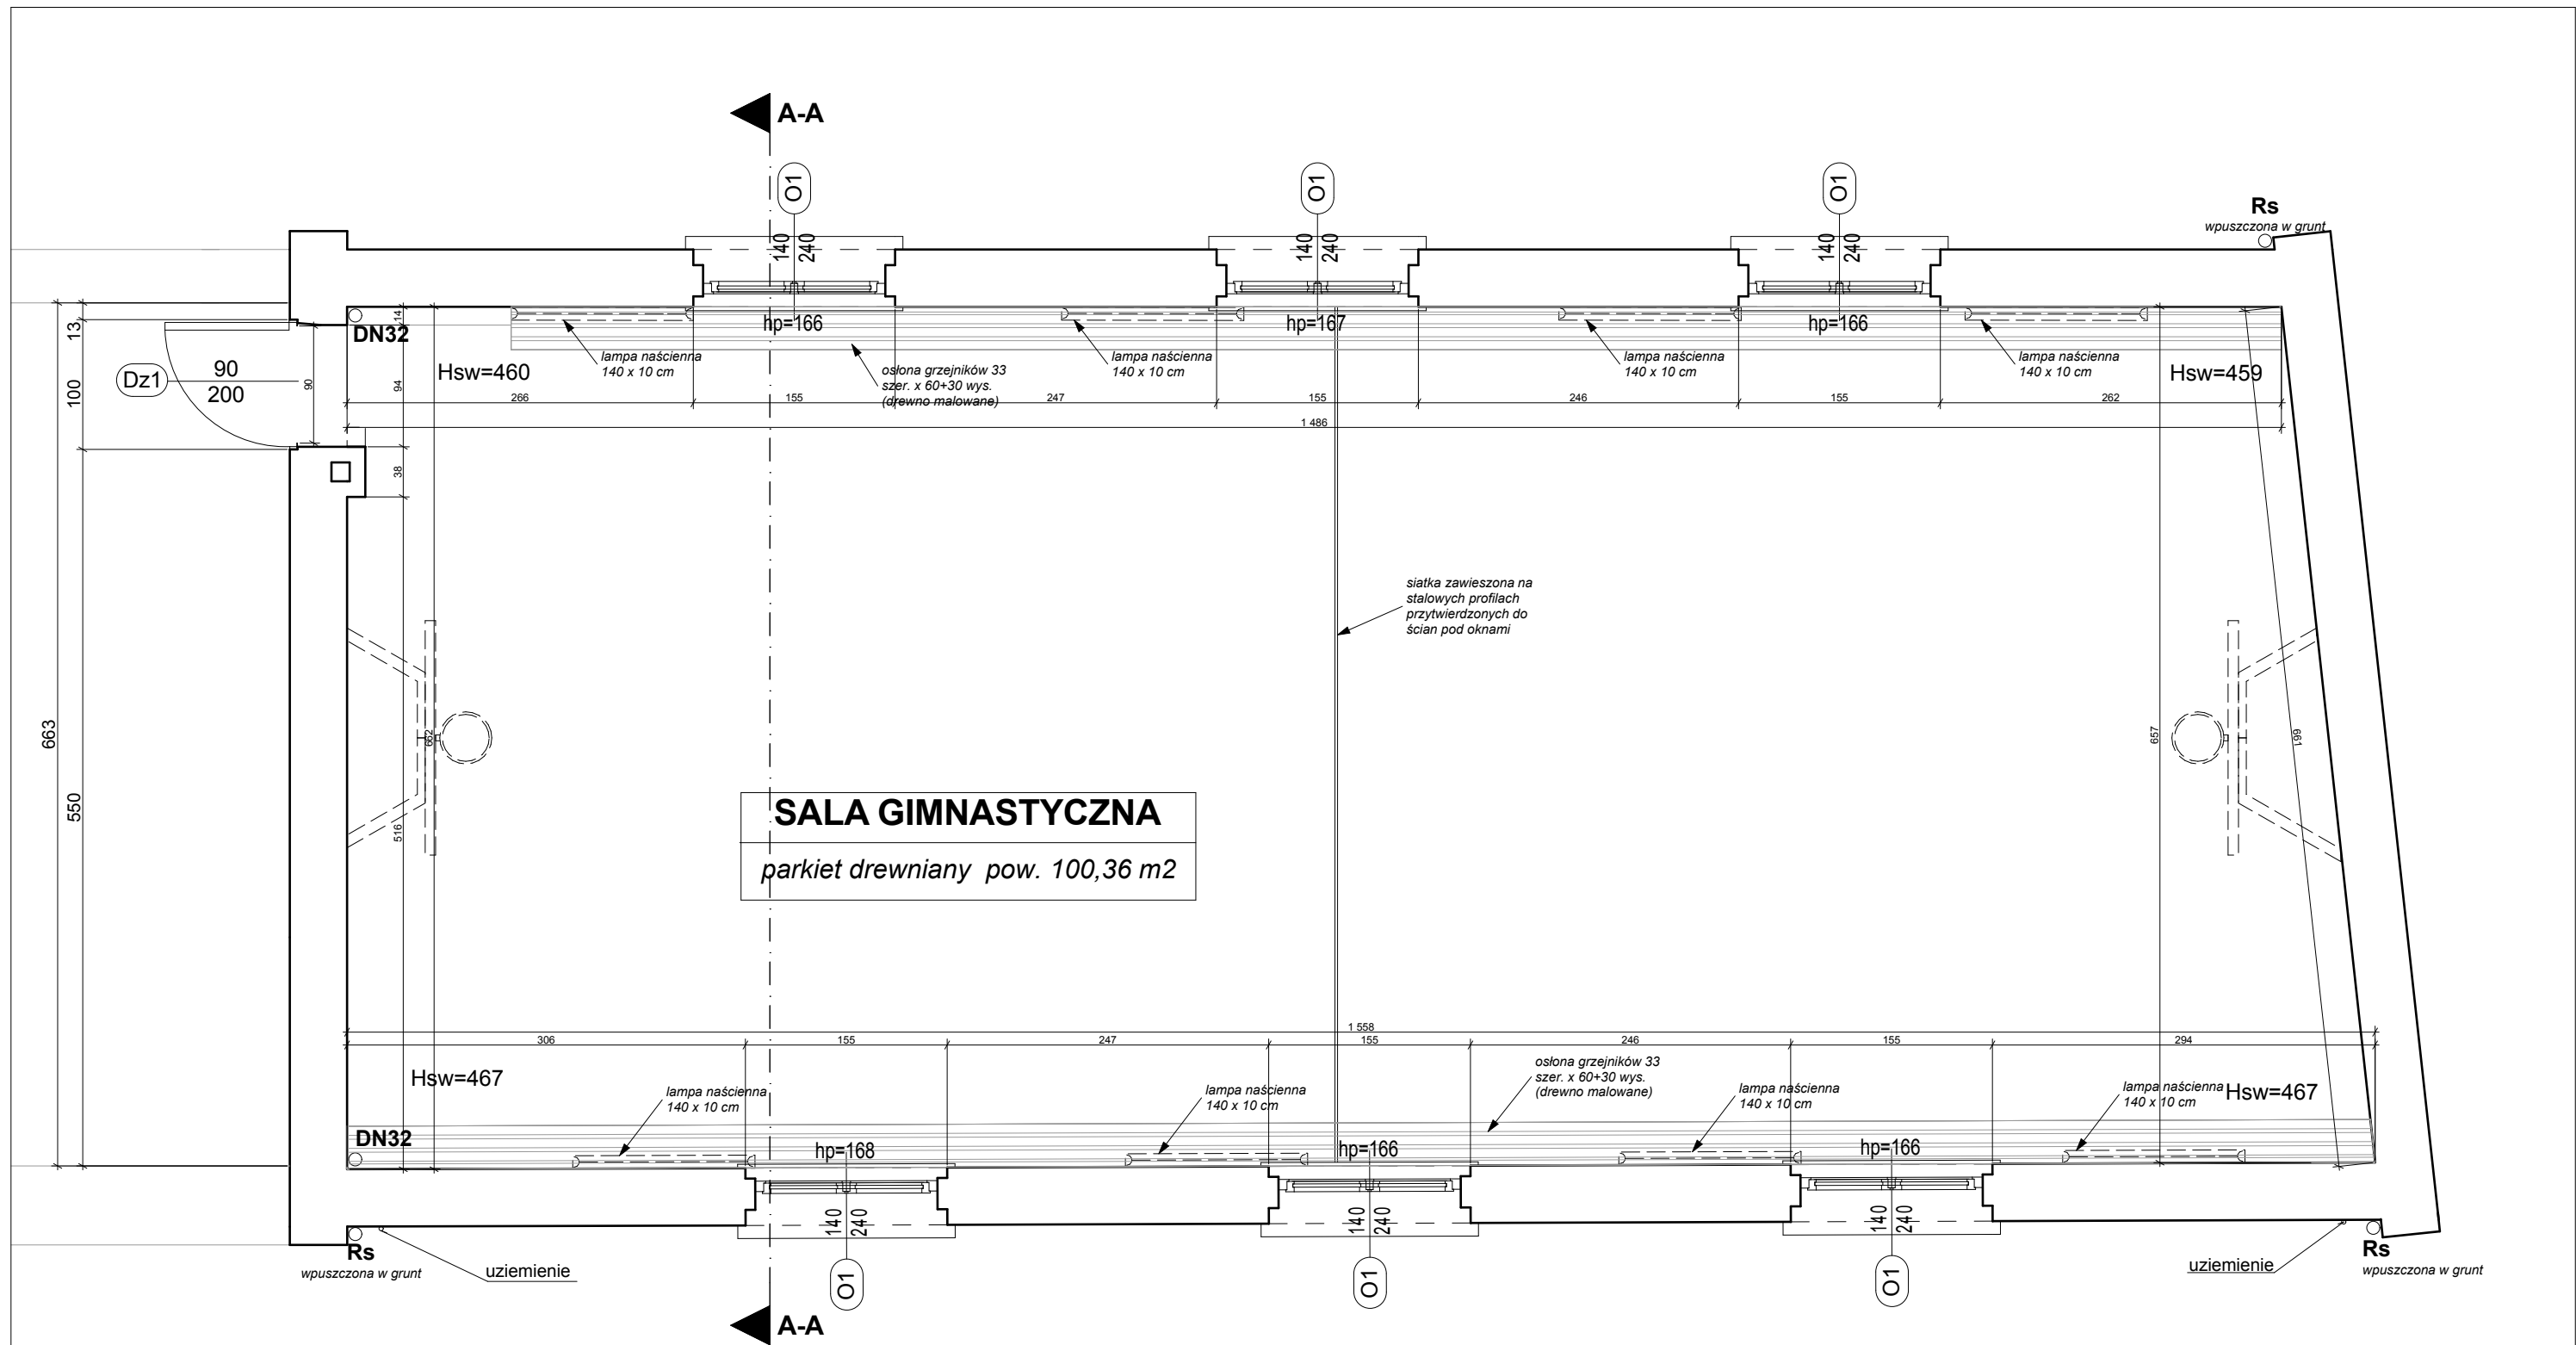 A-A
O1
O1
O1
Rs
wpuszczona w grunt
140
240
140
240
140
240
13
100
550
663
Dz1
90
200
90
DN32
14
94
38
516
662
Hsw=460
hp=166
hp=167
hp=166
lampa naścienna
140 x 10 cm
osłona grzejników 33
szer. x 60+30 wys.
(drewno malowane)
lampa naścienna
140 x 10 cm
lampa naścienna
140 x 10 cm
lampa naścienna
140 x 10 cm
Hsw=459
266
155
247
155
246
155
262
1 486
siatka zawieszona na
stalowych profilach
przytwierdzonych do
ścian pod oknami
657
661
SALA GIMNASTYCZNA
parkiet drewniany pow. 100,36 m2
1 558
306
155
247
155
246
155
294
Hsw=467
lampa naścienna
140 x 10 cm
lampa naścienna
140 x 10 cm
osłona grzejników 33
szer. x 60+30 wys.
(drewno malowane)
lampa naścienna
140 x 10 cm
lampa naścienna
140 x 10 cm
Hsw=467
DN32
hp=168
hp=166
hp=166
140
240
140
240
140
240
Rs
wpuszczona w grunt
uziemienie
O1
O1
O1
uziemienie
Rs
wpuszczona w grunt
A-A